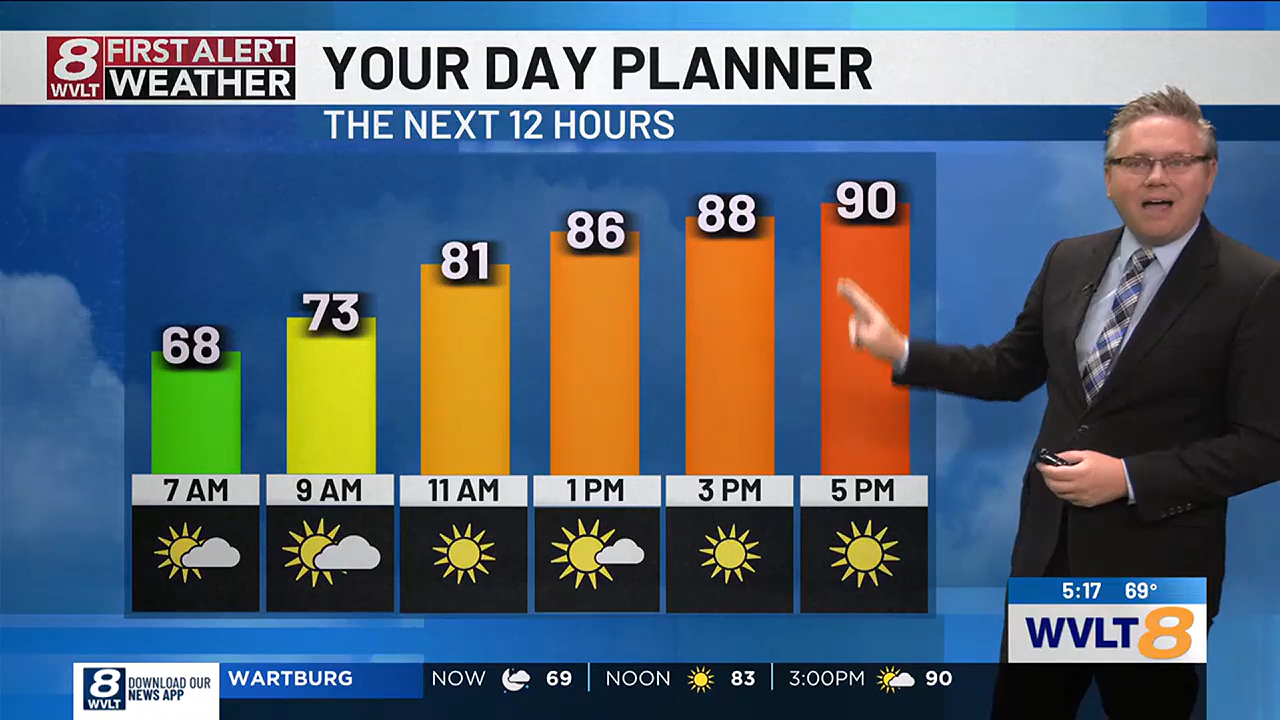 8 FIRST ALERT
WVLT WEATHER
YOUR DAY PLANNER
THE NEXT 12 HOURS
68 73 81 86 88 90
7 AM 9 AM 11 AM 1 PM 3 PM 5 PM
5:17 69°
WVLT 8
8 WVLT DOWNLOAD OUR
NEWS APP
WARTBURG NOW 69 NOON 83 3:00PM 90